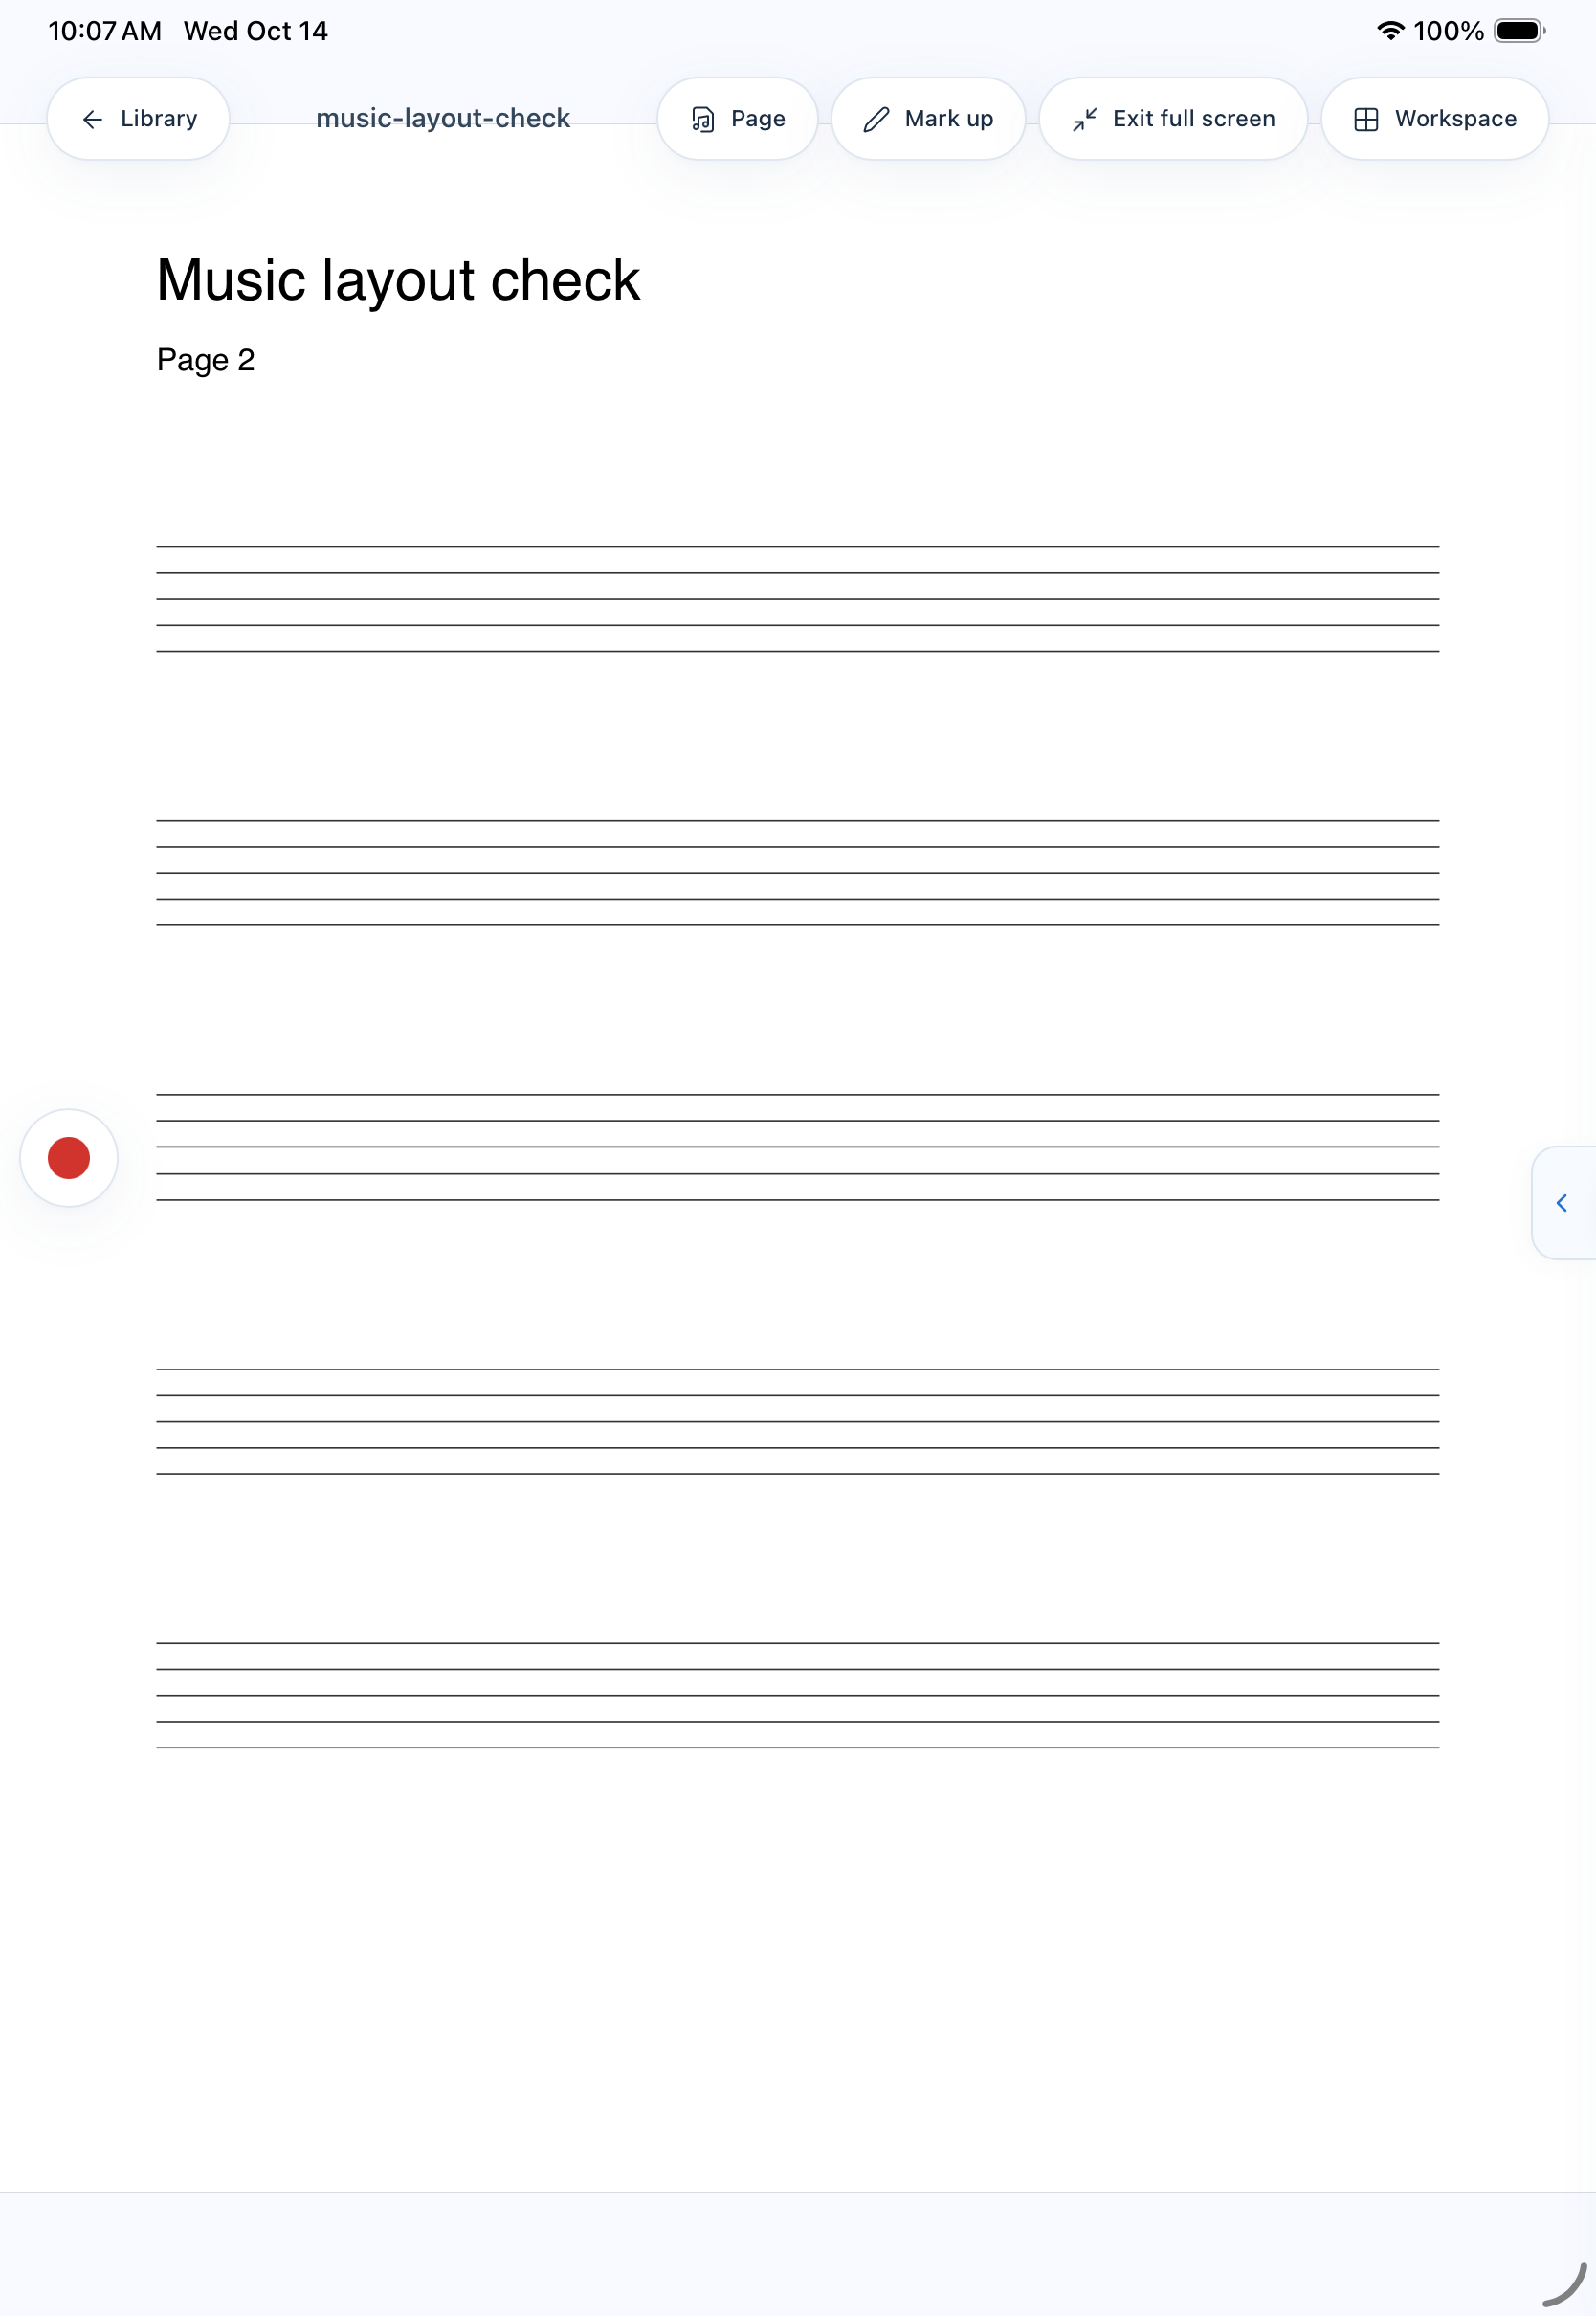 10:07 AM Wed Oct 14 100%
Library music-layout-check Page Mark up Exit full screen Workspace
Music layout check
Page 2